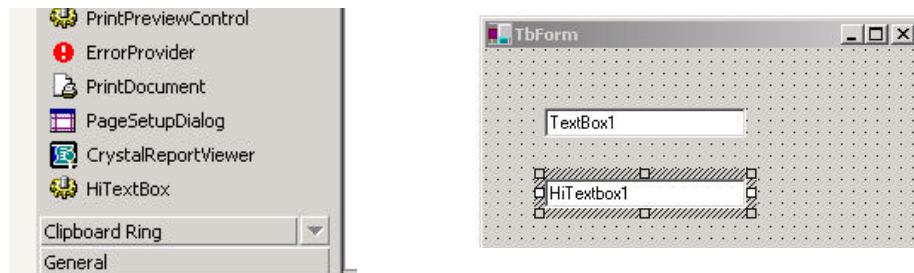 PrintPreviewControl
ErrorProvider
PrintDocument
PageSetupDialog
CrystalReportViewer
HiTextBox
Clipboard Ring
General
TbForm
TextBox1
HiTextbox1